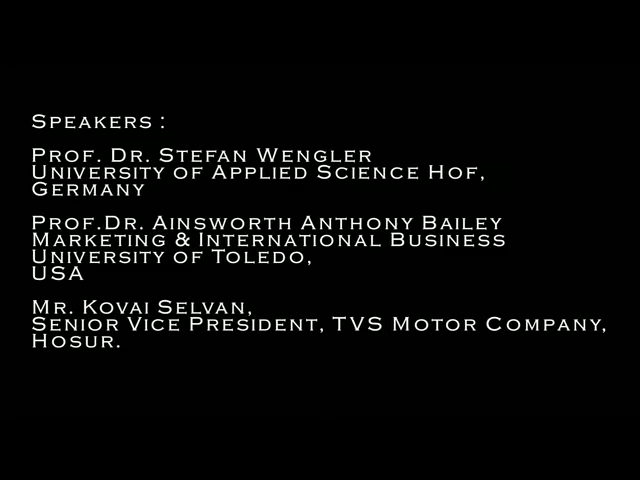 Speakers :
Prof. Dr. Stefan Wengler
University of Applied Science Hof,
Germany
Prof.Dr. Ainsworth Anthony Bailey
Marketing & International Business
University of Toledo,
USA
Mr. Kovai Selvan,
Senior Vice President, TVS Motor Company,
Hosur.